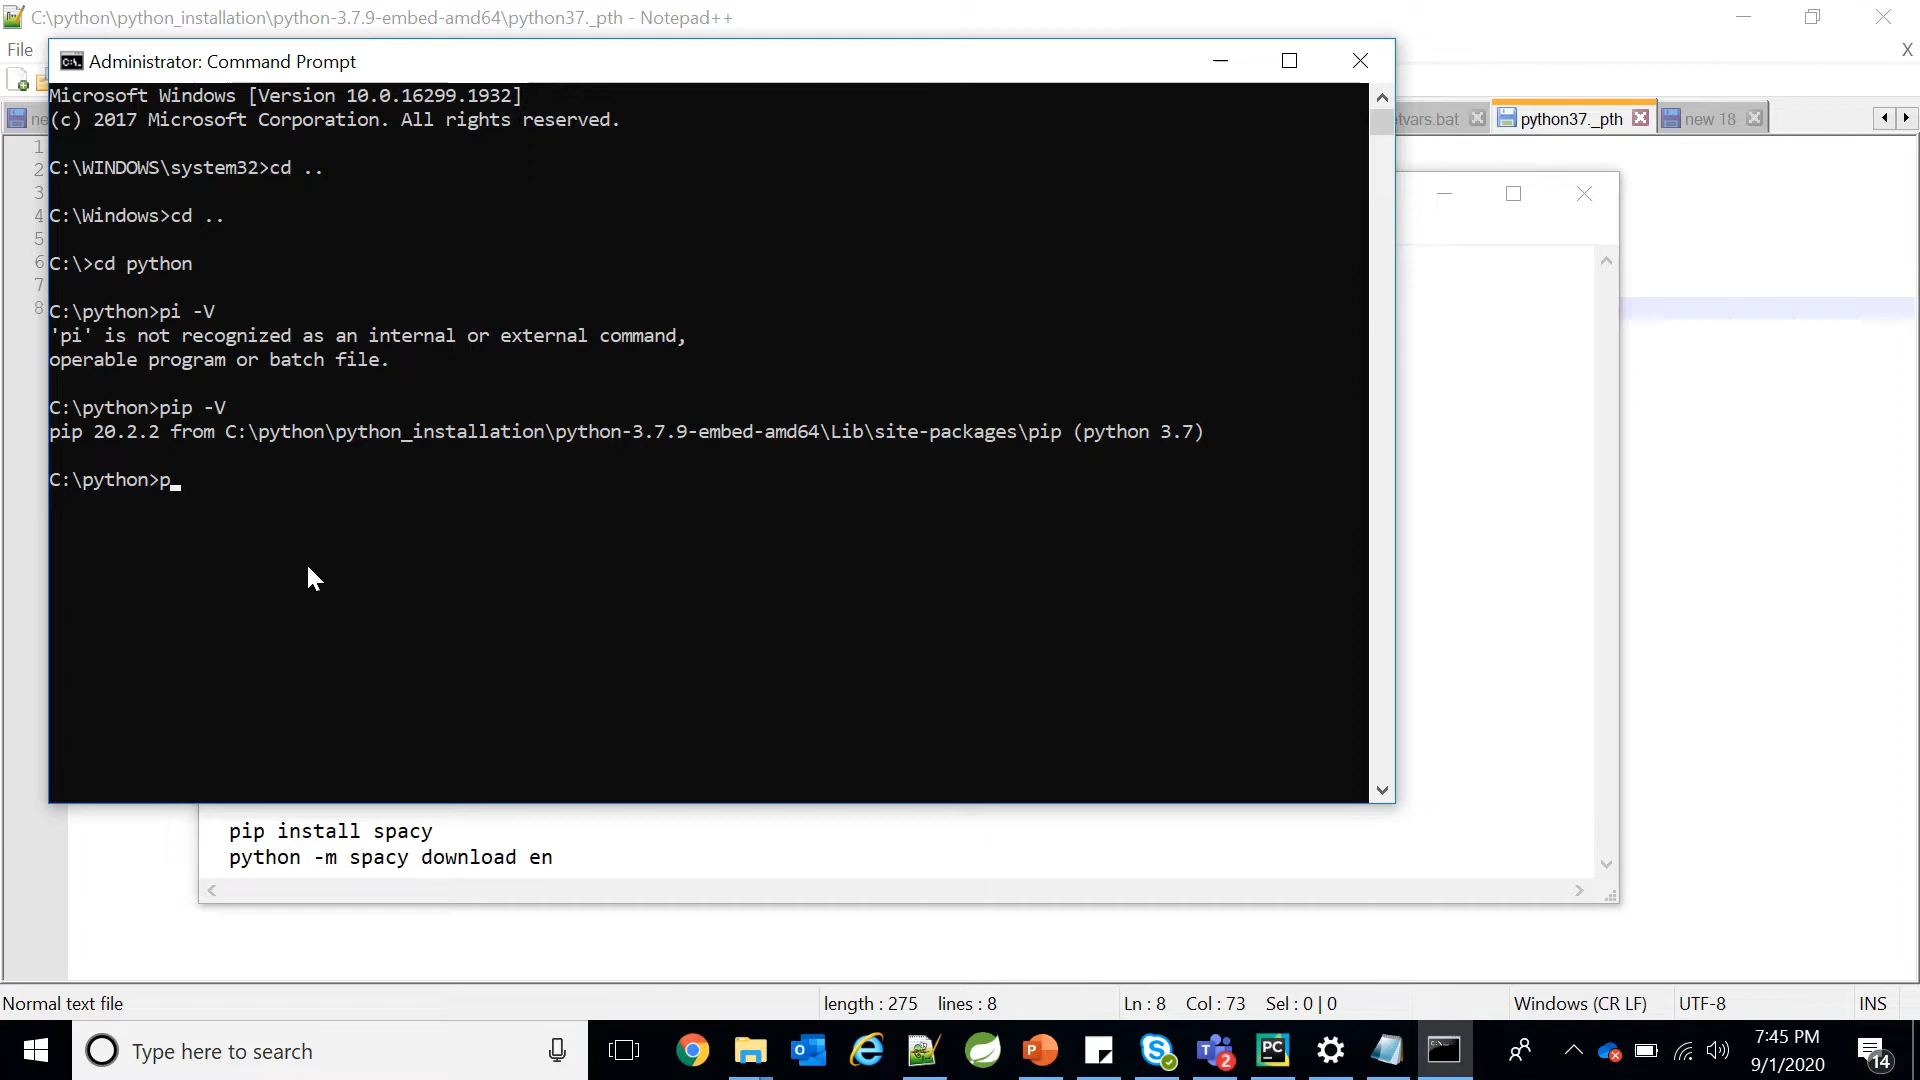 C:\python\python_installation\python-3.7.9-embed-amd64\python37._pth - Notepad++
File
X
Administrator: Command Prompt
ne
etvars.bat
python37._pth
new 18
1
2
3
4
5
6
7
8
Microsoft Windows [Version 10.0.16299.1932]
(c) 2017 Microsoft Corporation. All rights reserved.
C:\WINDOWS\system32>cd ..
C:\Windows>cd ..
C:\>cd python
C:\python>pi -V
'pi' is not recognized as an internal or external command,
operable program or batch file.
C:\python>pip -V
pip 20.2.2 from C:\python\python_installation\python-3.7.9-embed-amd64\Lib\site-packages\pip (python 3.7)
C:\python>p
pip install spacy
python -m spacy download en
Normal text file
length : 275 lines : 8
Ln : 8 Col : 73 Sel : 0 | 0
Windows (CR LF)
UTF-8
INS
Type here to search
2
7:45 PM
9/1/2020
14